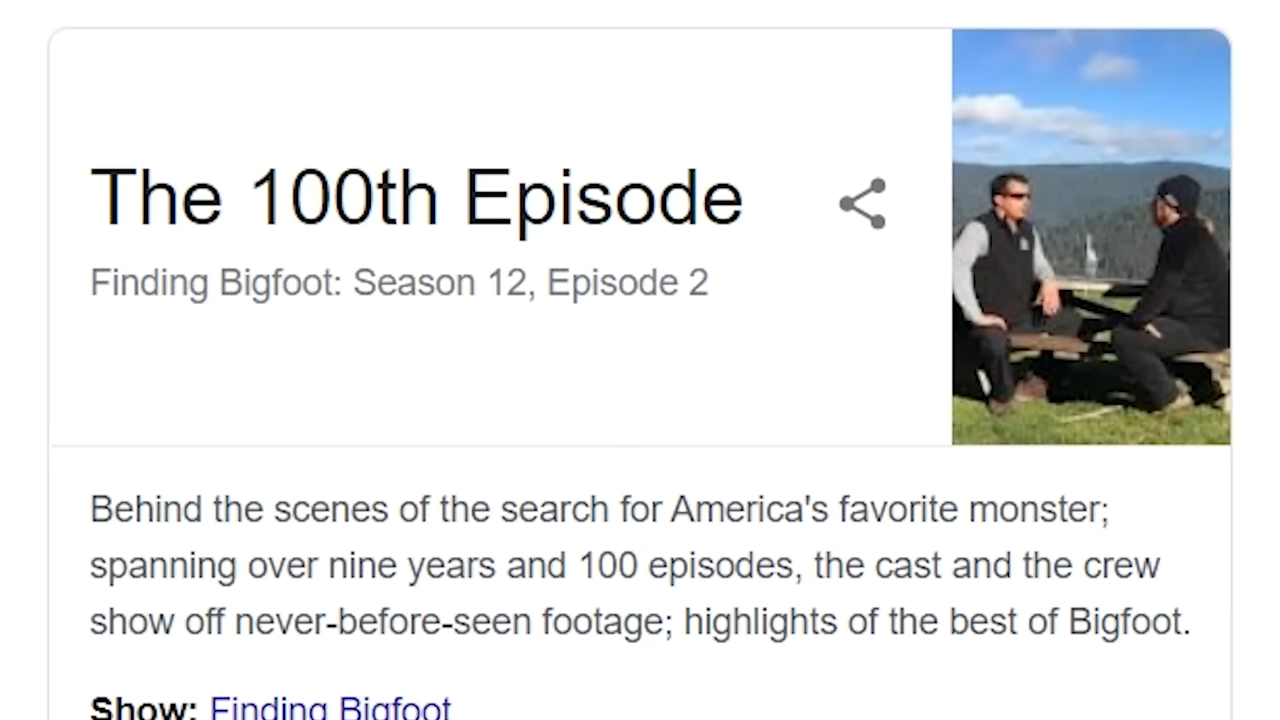 The 100th Episode
Finding Bigfoot: Season 12, Episode 2
Behind the scenes of the search for America's favorite monster;
spanning over nine years and 100 episodes, the cast and the crew
show off never-before-seen footage; highlights of the best of Bigfoot.
Show: Finding Bigfoot